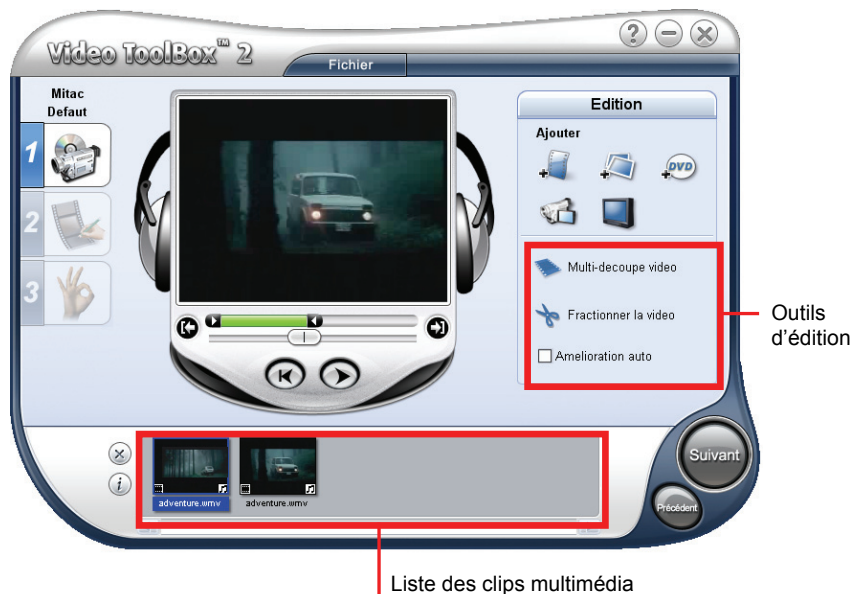 Video ToolBox™ 2
Fichier
?
Mitac
Defaut
1
2
3
Edition
Ajouter
DVD
Multi-decoupe video
Fractionner la video
Amelioration auto
Outils
d'édition
i
adventure.wmv
adventure.wmv
Suivant
Précédent
Liste des clips multimédia